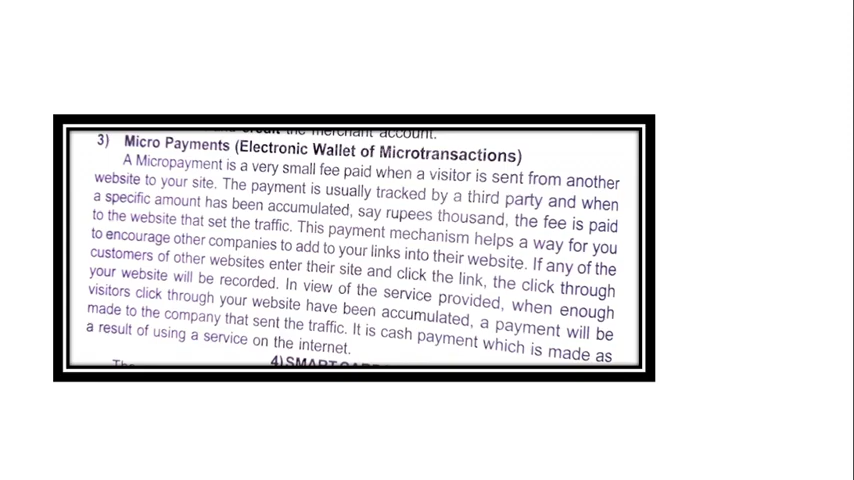 credit the merchant account.
3) Micro Payments (Electronic Wallet of Microtransactions)
A Micropayment is a very small fee paid when a visitor is sent from another
website to your site. The payment is usually tracked by a third party and when
a specific amount has been accumulated, say rupees thousand, the fee is paid
to the website that set the traffic. This payment mechanism helps a way for you
to encourage other companies to add to your links into their website. If any of the
customers of other websites enter their site and click the link, the click through
your website will be recorded. In view of the service provided, when enough
visitors click through your website have been accumulated, a payment will be
made to the company that sent the traffic. It is cash payment which is made as
a result of using a service on the internet.
4) SMART CARD